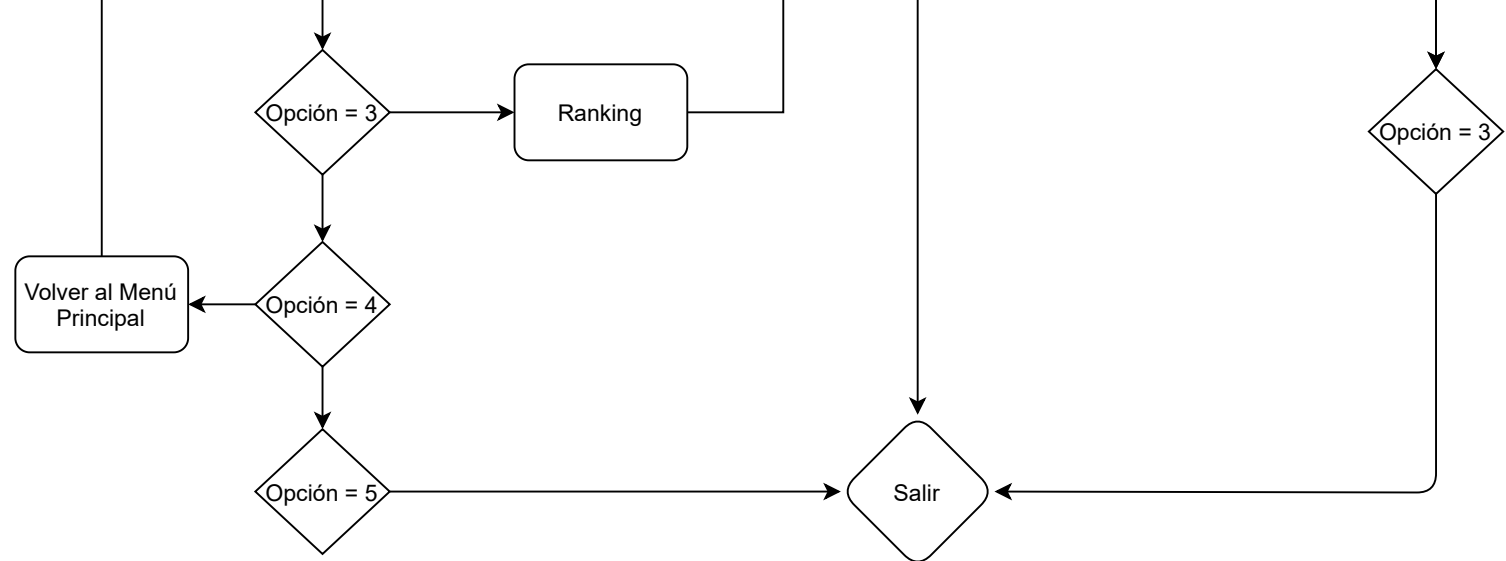 Opción = 3
Ranking
Opción = 3
Volver al Menú
Principal
Opción = 4
Opción = 5
Salir